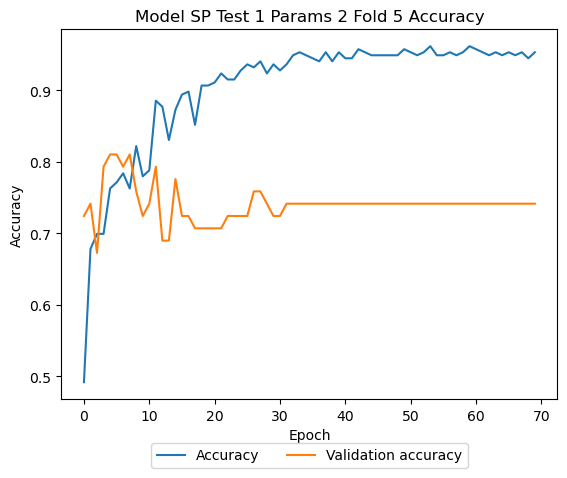 Model SP Test 1 Params 2 Fold 5 Accuracy
Accuracy
0.9
0.8
0.7
0.6
0.5
0 10 20 30 40 50 60 70
Epoch
Accuracy Validation accuracy